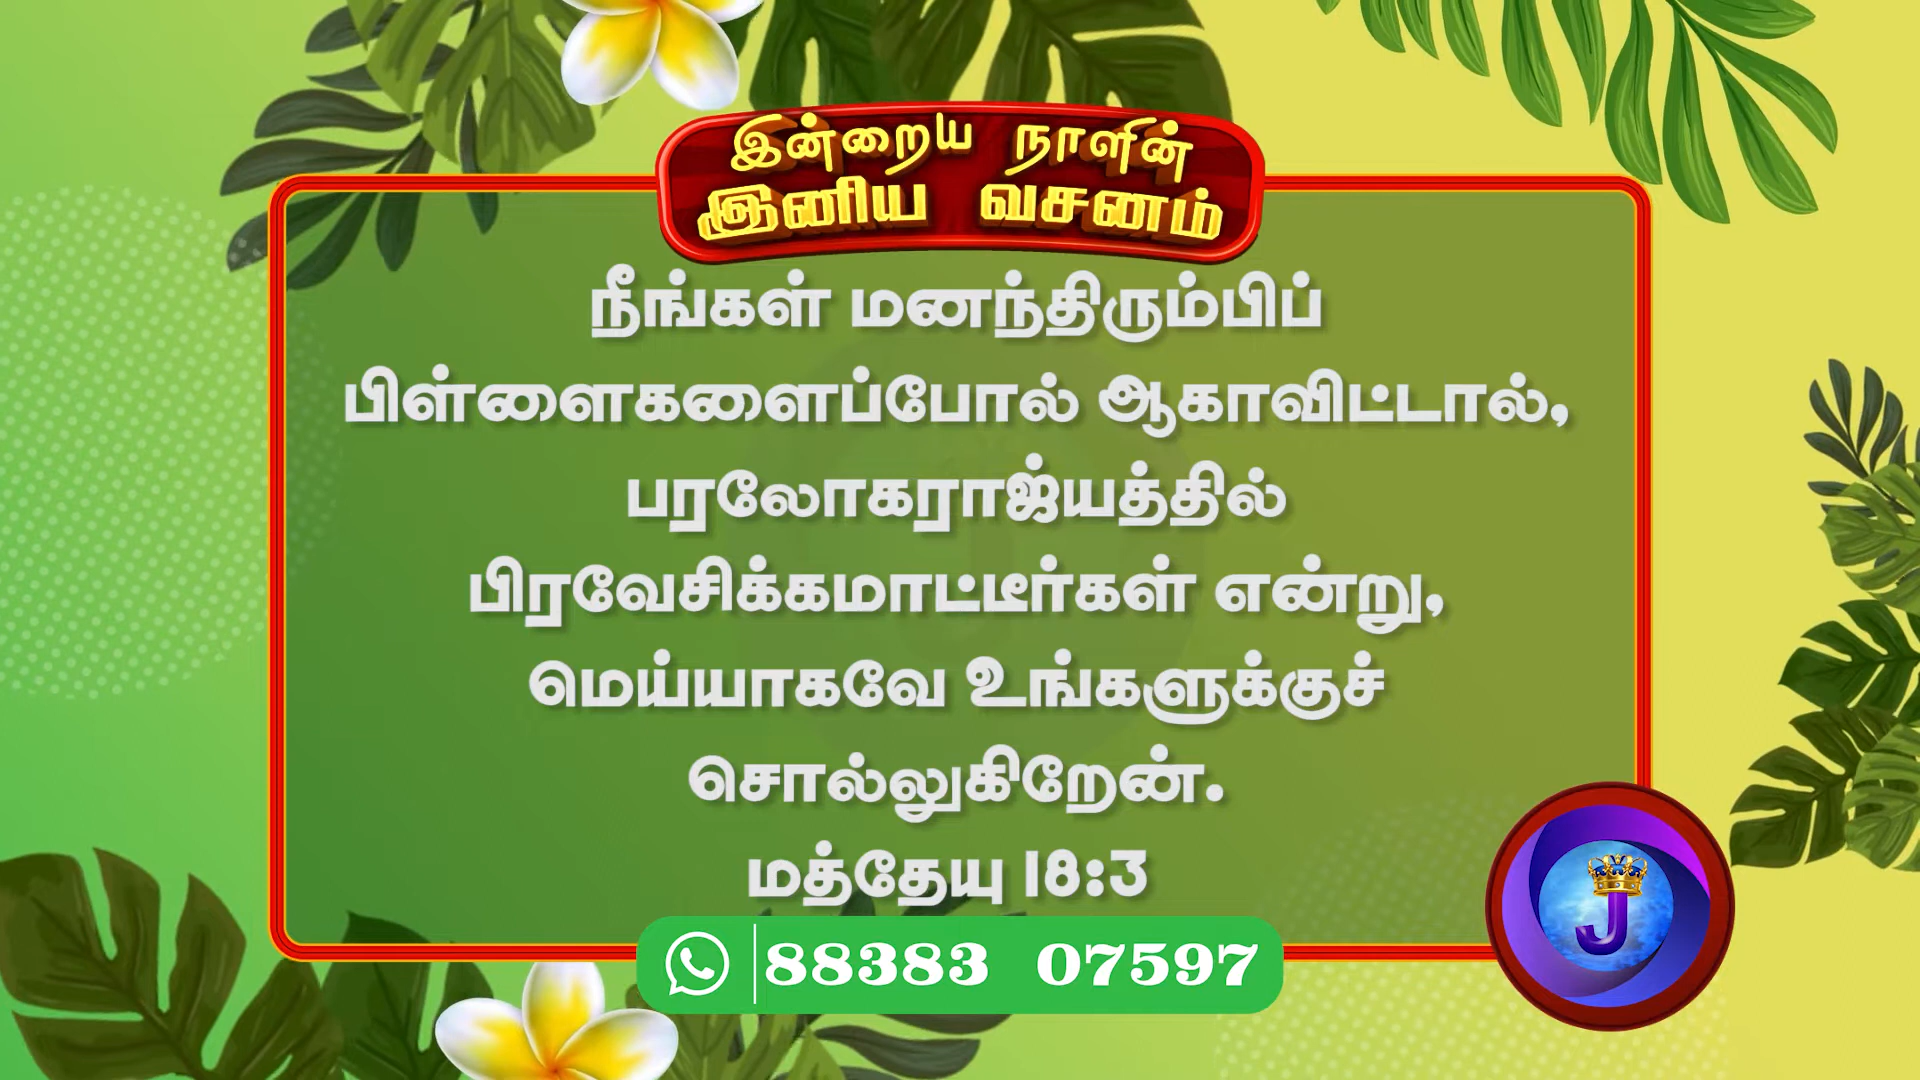 இன்றைய நாளின்
இனிய வசனம்
நீங்கள் மனந்திரும்பிப்
பிள்ளைகளைப்போல் ஆகாவிட்டால்,
பரலோகராஜ்யத்தில்
பிரவேசிக்கமாட்டீர்கள் என்று,
மெய்யாகவே உங்களுக்குச்
சொல்லுகிறேன்.
மத்தேயு 18:3
88383 07597
J